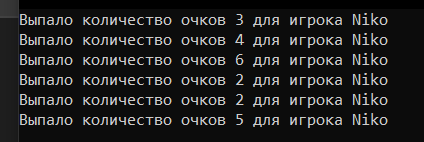 Выпало количество очков 3 для игрока Niko
Выпало количество очков 4 для игрока Niko
Выпало количество очков 6 для игрока Niko
Выпало количество очков 2 для игрока Niko
Выпало количество очков 2 для игрока Niko
Выпало количество очков 5 для игрока Niko